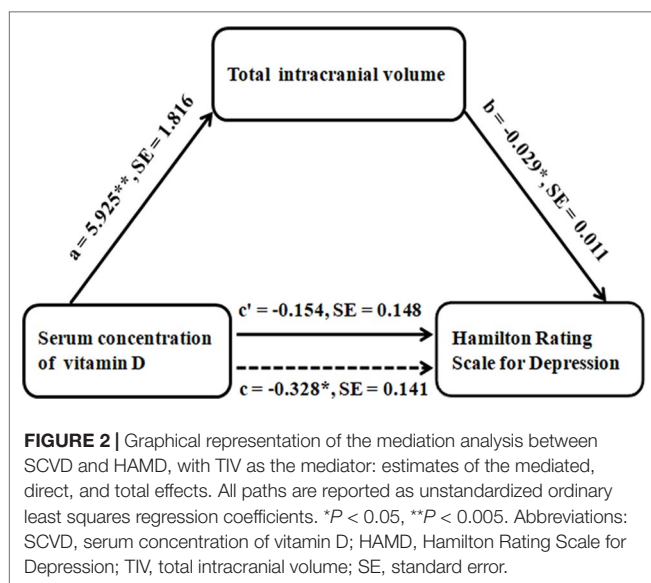 Total intracranial volume
a = 5.925**, SE = 1.816
b = -0.029*, SE = 0.011
Serum concentration
of vitamin D
c' = -0.154, SE = 0.148
c = -0.328*, SE = 0.141
Hamilton Rating
Scale for Depression
FIGURE 2 | Graphical representation of the mediation analysis between
SCVD and HAMD, with TIV as the mediator: estimates of the mediated,
direct, and total effects. All paths are reported as unstandardized ordinary
least squares regression coefficients. *P < 0.05, **P < 0.005. Abbreviations:
SCVD, serum concentration of vitamin D; HAMD, Hamilton Rating Scale for
Depression; TIV, total intracranial volume; SE, standard error.